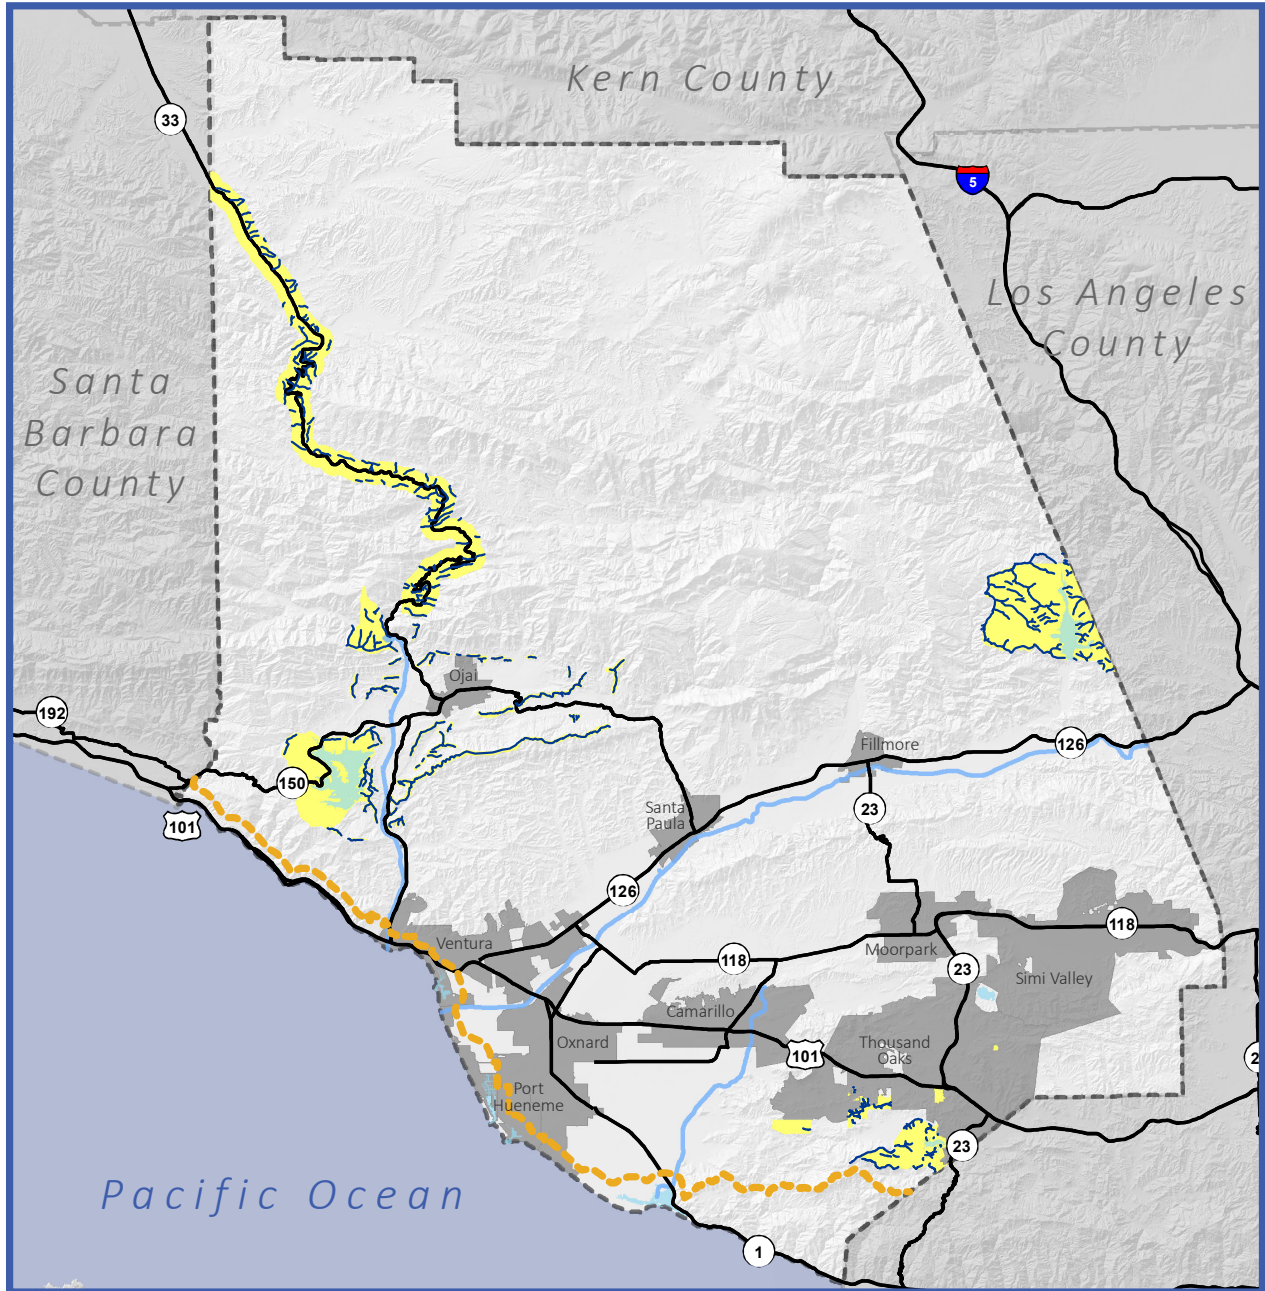 Kern County
33
5
Los Angeles
County
Santa
Barbara
County
Ojai
192
126
Fillmore
150
Santa
Paula
23
101
126
118
Ventura
118
Moorpark
23
Simi Valley
Camarillo
Oxnard
101
Thousand
Oaks
Port
Hueneme
23
Pacific Ocean
1